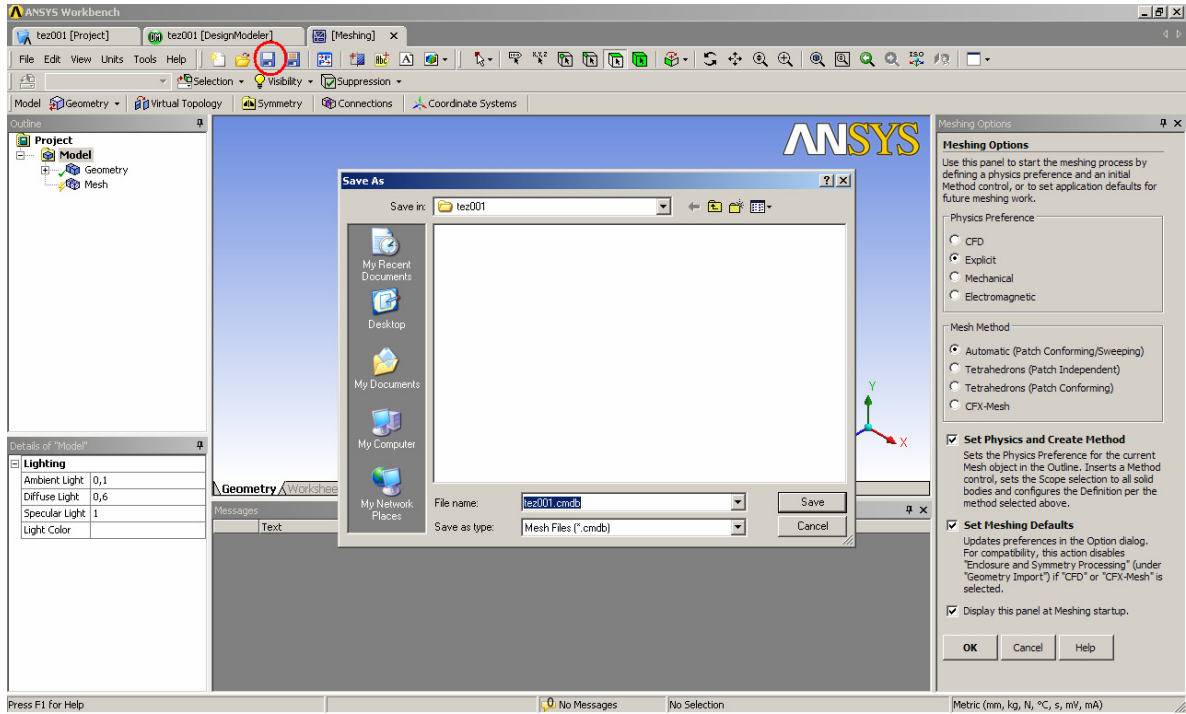 ANSYS Workbench
tez001 [Project] tez001 [DesignModeler] [Meshing]
File Edit View Units Tools Help
Selection Visibility Suppression
Model Geometry Virtual Topology Symmetry Connections Coordinate Systems
Outline
Project
Model
Geometry
Mesh
Details of "Model"
Lighting
Ambient Light 0,1
Diffuse Light 0,6
Specular Light 1
Light Color
ANSYS
Y
X
Geometry Workshee
Messages
Text
Save As
Save in: tez001
My Recent
Documents
Desktop
My Documents
My Computer
My Network
Places
File name: tez001.cmdb Save
Save as type: Mesh Files (*.cmdb) Cancel
Meshing Options
Meshing Options
Use this panel to start the meshing process by
defining a physics preference and an initial
Method control, or to set application defaults for
future meshing work.
Physics Preference
CFD
Explicit
Mechanical
Electromagnetic
Mesh Method
Automatic (Patch Conforming/Sweeping)
Tetrahedrons (Patch Independent)
Tetrahedrons (Patch Conforming)
CFX-Mesh
Set Physics and Create Method
Sets the Physics Preference for the current
Mesh object in the Outline. Inserts a Method
control, sets the Scope selection to all solid
bodies and configures the Definition per the
method selected above.
Set Meshing Defaults
Updates preferences in the Option dialog.
For compatibility, this action disables
"Enclosure and Symmetry Processing" (under
"Geometry Import") if "CFD" or "CFX-Mesh" is
selected.
Display this panel at Meshing startup.
OK Cancel Help
Press F1 for Help 0 No Messages No Selection Metric (mm, kg, N, °C, s, mV, mA)